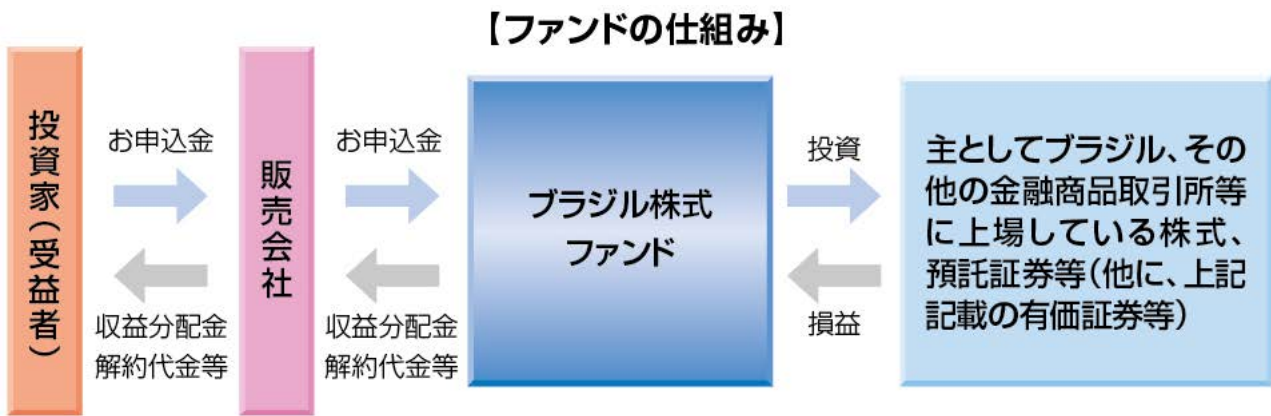 【ファンドの仕組み】
投資家(受益者)
お申込金
収益分配金
解約代金等
販売会社
お申込金
収益分配金
解約代金等
ブラジル株式
ファンド
投資
損益
主としてブラジル、その
他の金融商品取引所等
に上場している株式、
預託証券等(他に、上記
記載の有価証券等)